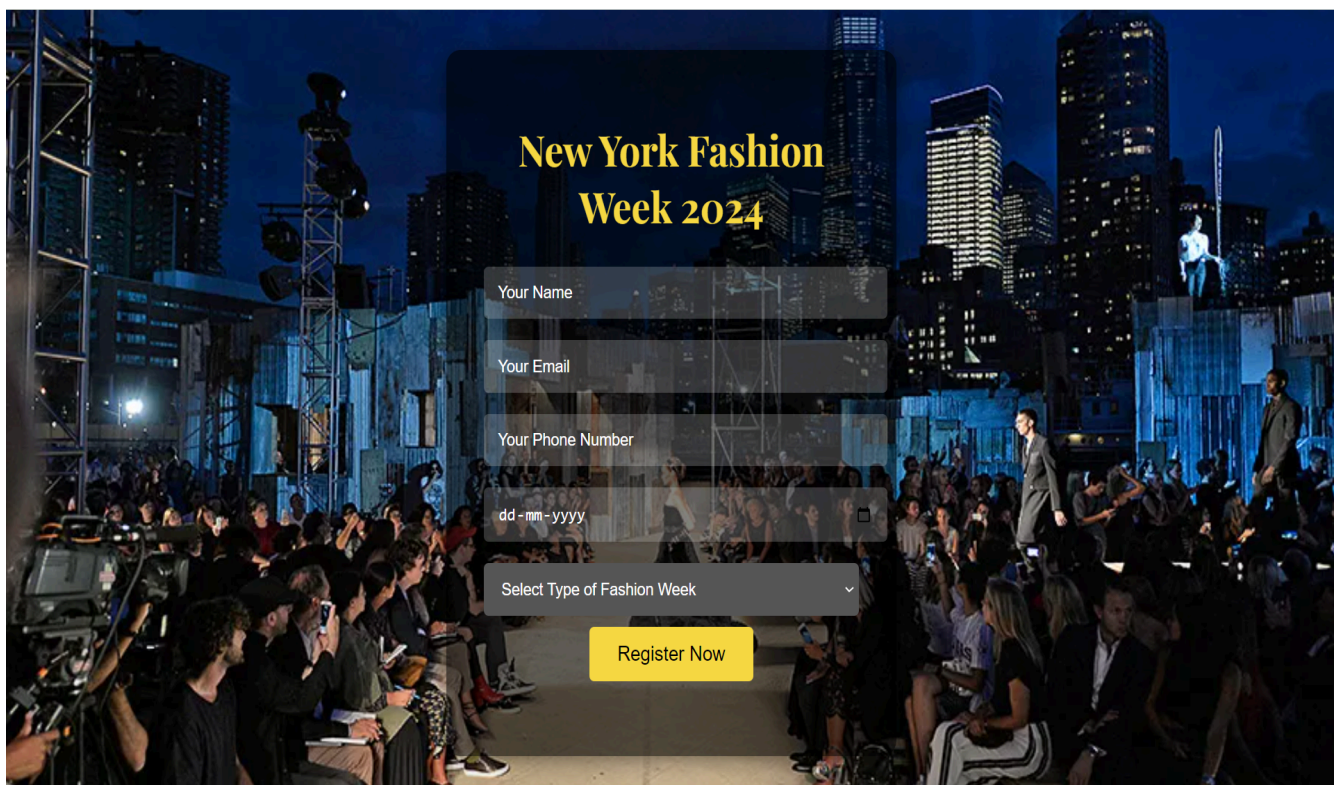 New York Fashion
Week 2024
Your Name
Your Email
Your Phone Number
dd-mm-yyyy
Select Type of Fashion Week
Register Now